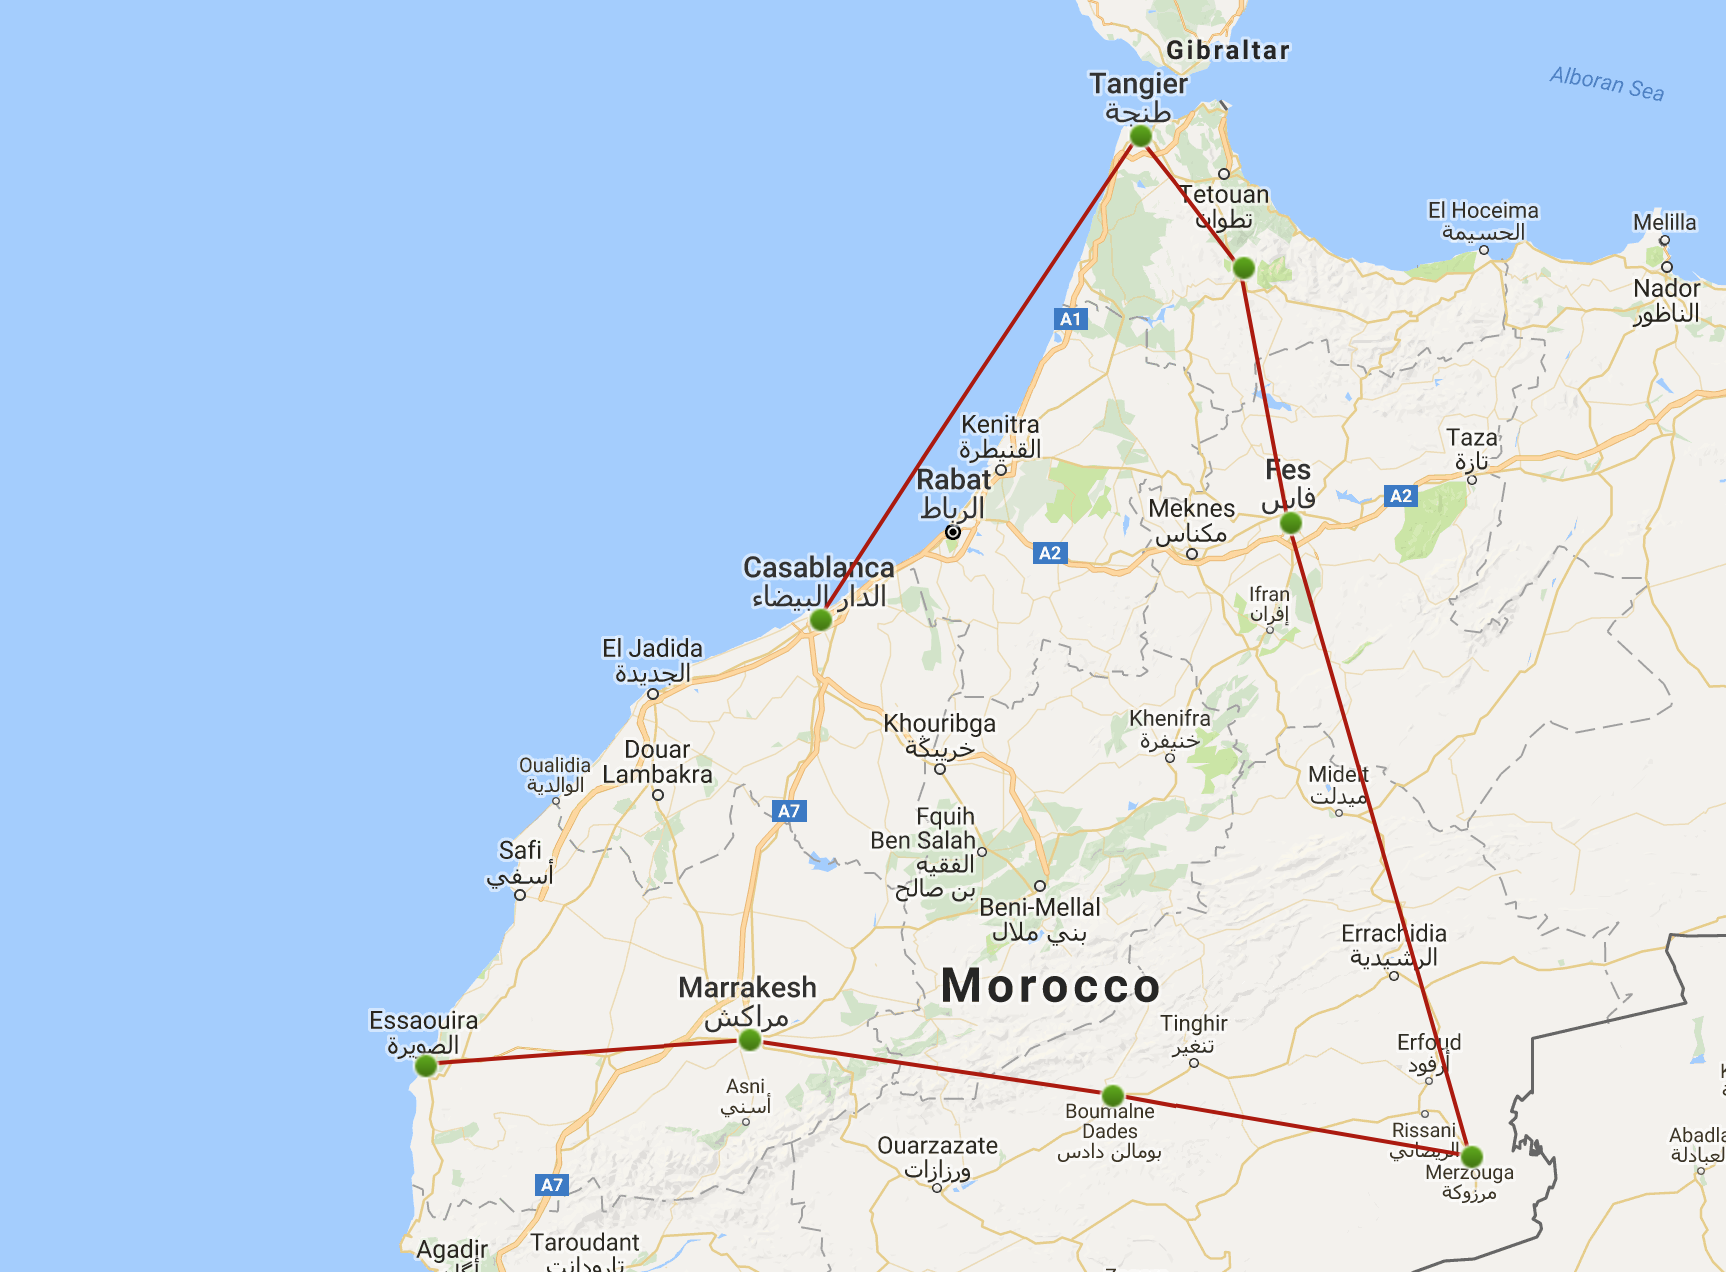 Gibraltar
Alboran Sea
Tangier
طنجة
Tetouan
تطوان
El Hoceima
الحسيمة
Melilla
Nador
الناظور
A1
Kenitra
القنيطرة
Rabat
الرباط
Taza
تازة
Fes
فاس
A2
Meknes
مكناس
A2
Casablanca
الدار البيضاء
Ifran
إفران
El Jadida
الجديدة
Khouribga
خريبكة
Khenifra
خنيفرة
Douar
Lambakra
Oualidia
الوالدية
Midelt
ميدلت
A7
Fquih
Ben Salah
الفقيه
بن صالح
Safi
أسفي
Beni-Mellal
بني ملال
Errachidia
الرشيدية
Morocco
Marrakesh
مراكش
Essaouira
الصويرة
Tinghir
تنغير
Erfoud
أرفود
Asni
أسني
Boumalne
Dades
بومالن دادس
Rissani
الريصاني
Abadla
العبادلة
Ouarzazate
ورزازات
Merzouga
مرزوكة
A7
Agadir
Taroudant
تارودانت